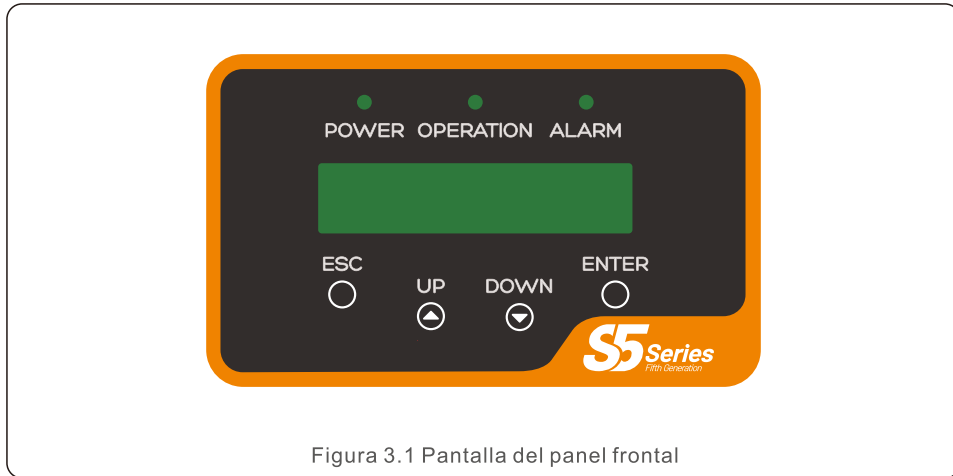 POWER OPERATION ALARM
ESC UP DOWN ENTER
S5 Series
Fifth Generation
Figura 3.1 Pantalla del panel frontal